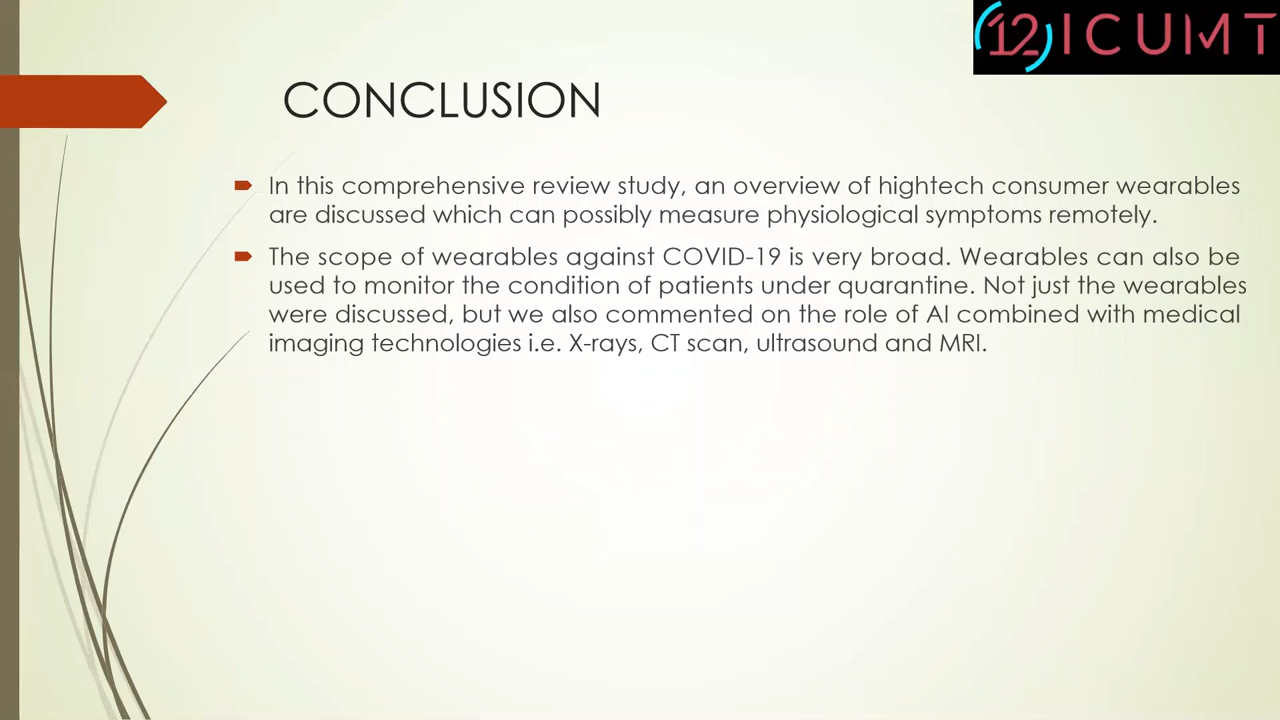 12 ICUMT
CONCLUSION
In this comprehensive review study, an overview of hightech consumer wearables
are discussed which can possibly measure physiological symptoms remotely.
The scope of wearables against COVID-19 is very broad. Wearables can also be
used to monitor the condition of patients under quarantine. Not just the wearables
were discussed, but we also commented on the role of AI combined with medical
imaging technologies i.e. X-rays, CT scan, ultrasound and MRI.